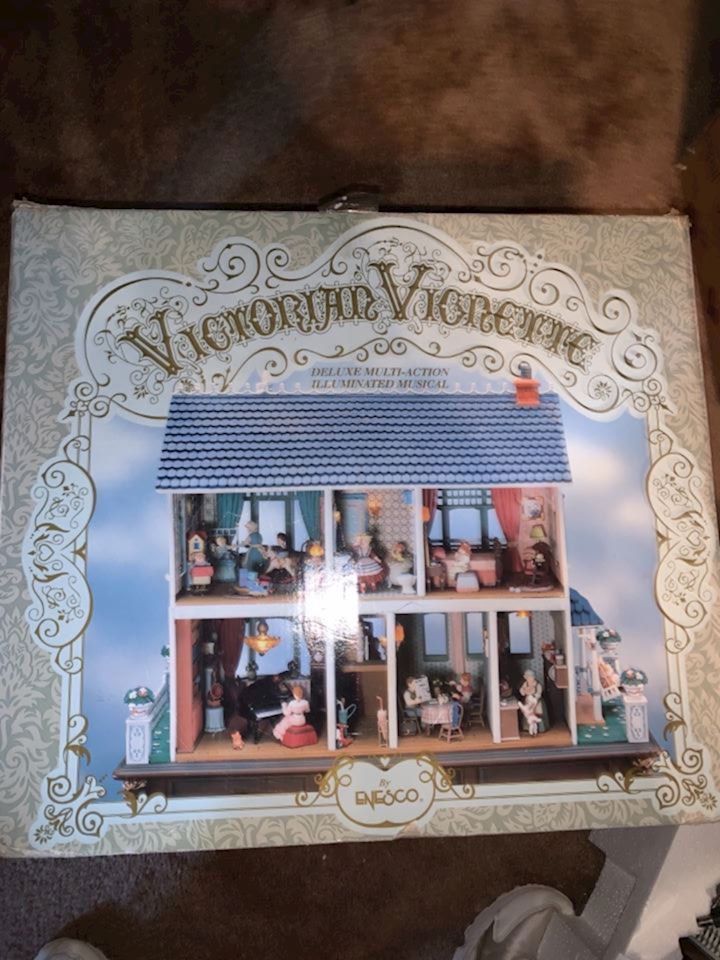 VICTORIAN VIGNETTE
DELUXE MULTI-ACTION
ILLUMINATED MUSICAL
By
ENESCO®